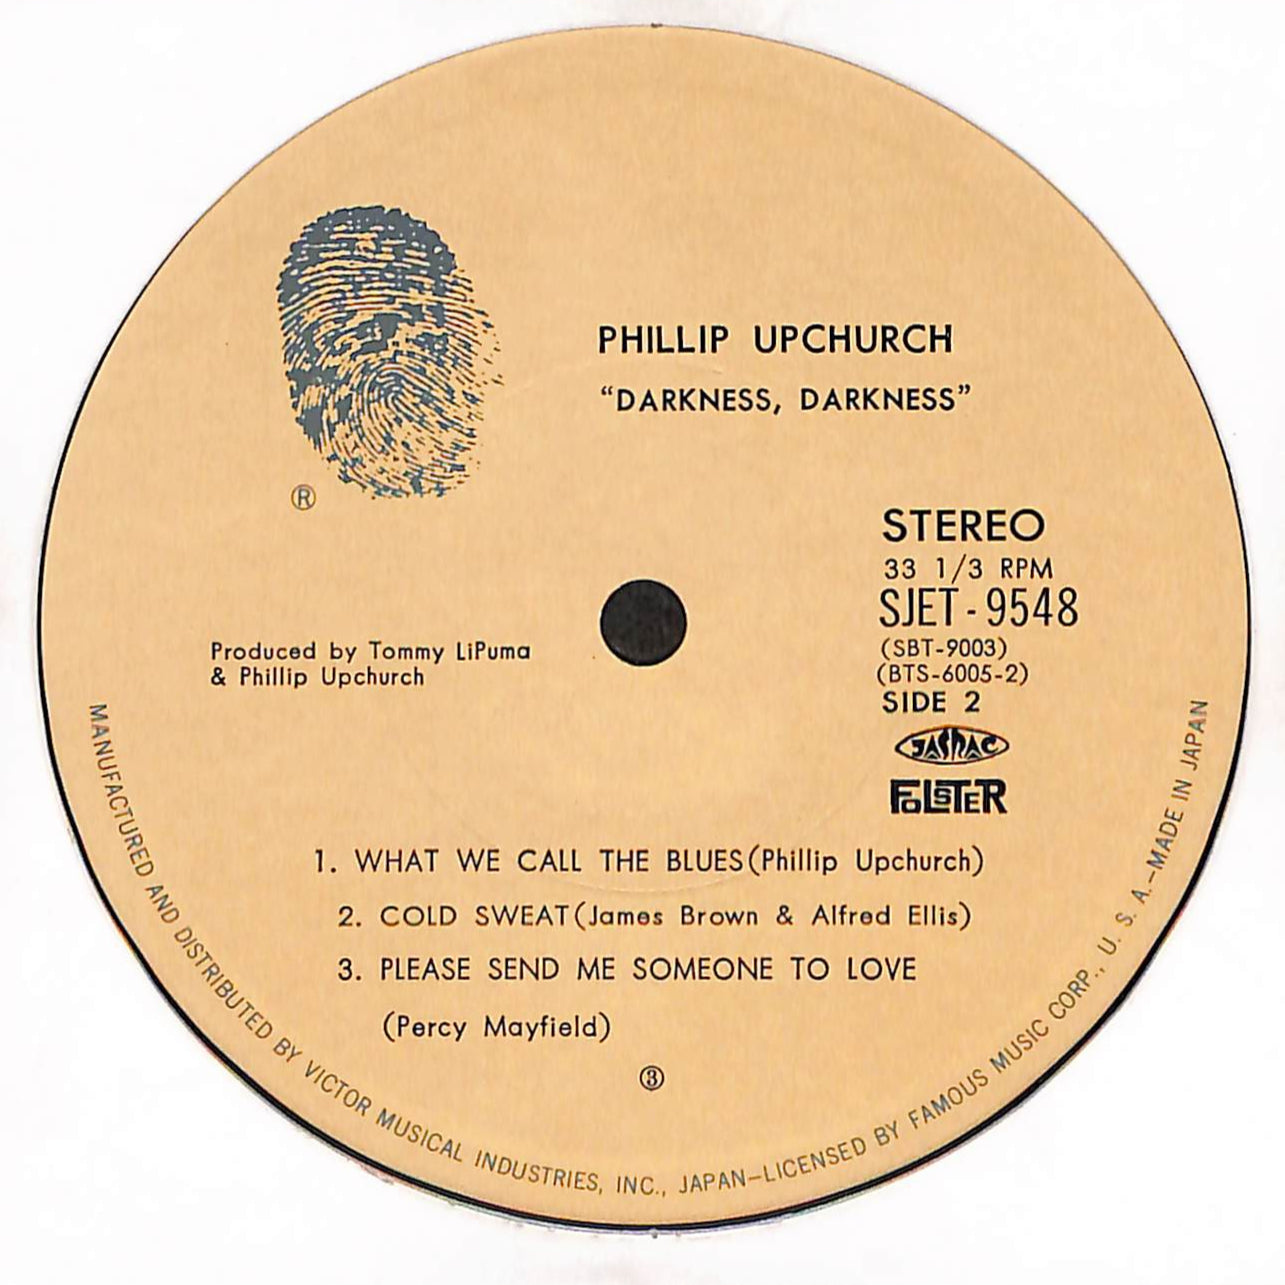 PHILLIP UPCHURCH
“DARKNESS, DARKNESS”
®
STEREO
33 1/3 RPM
SJET-9548
(SBT-9003)
(BTS-6005-2)
SIDE 2
JASRAC
FOLSTER
Produced by Tommy LiPuma
& Phillip Upchurch
1. WHAT WE CALL THE BLUES(Phillip Upchurch)
2. COLD SWEAT(James Brown & Alfred Ellis)
3. PLEASE SEND ME SOMEONE TO LOVE
(Percy Mayfield)
③
MANUFACTURED AND DISTRIBUTED BY VICTOR MUSICAL INDUSTRIES, INC., JAPAN–LICENSED BY FAMOUS MUSIC CORP., U. S. A.–MADE IN JAPAN